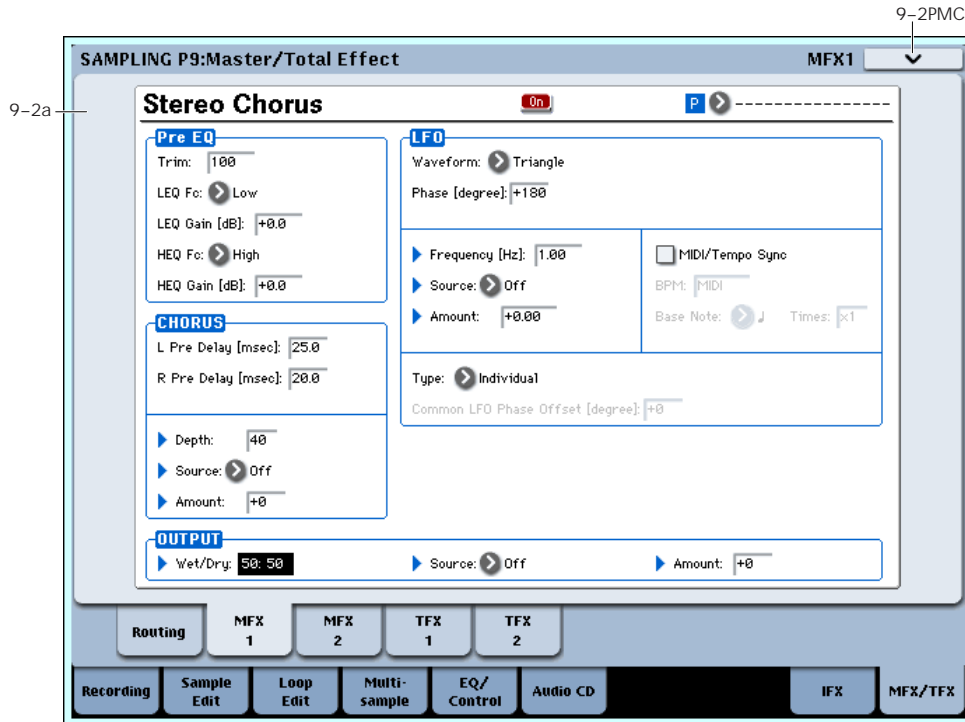 9–2PMC
SAMPLING P9:Master/Total Effect MFX1
9–2a
Stereo Chorus On P ----------------
Pre EQ
Trim: 100
LEQ Fc: Low
LEQ Gain [dB]: +0.0
HEQ Fc: High
HEQ Gain [dB]: +0.0
CHORUS
L Pre Delay [msec]: 25.0
R Pre Delay [msec]: 20.0
Depth: 40
Source: Off
Amount: +0
LFO
Waveform: Triangle
Phase [degree]: +180
Frequency [Hz]: 1.00
Source: Off
Amount: +0.00
MIDI/Tempo Sync
BPM: MIDI
Base Note: ♩ Times: x1
Type: Individual
Common LFO Phase Offset [degree]: +0
OUTPUT
Wet/Dry: 50: 50 Source: Off Amount: +0
Routing
MFX
1
MFX
2
TFX
1
TFX
2
Recording
Sample
Edit
Loop
Edit
Multi-
sample
EQ/
Control
Audio CD
IFX
MFX/TFX